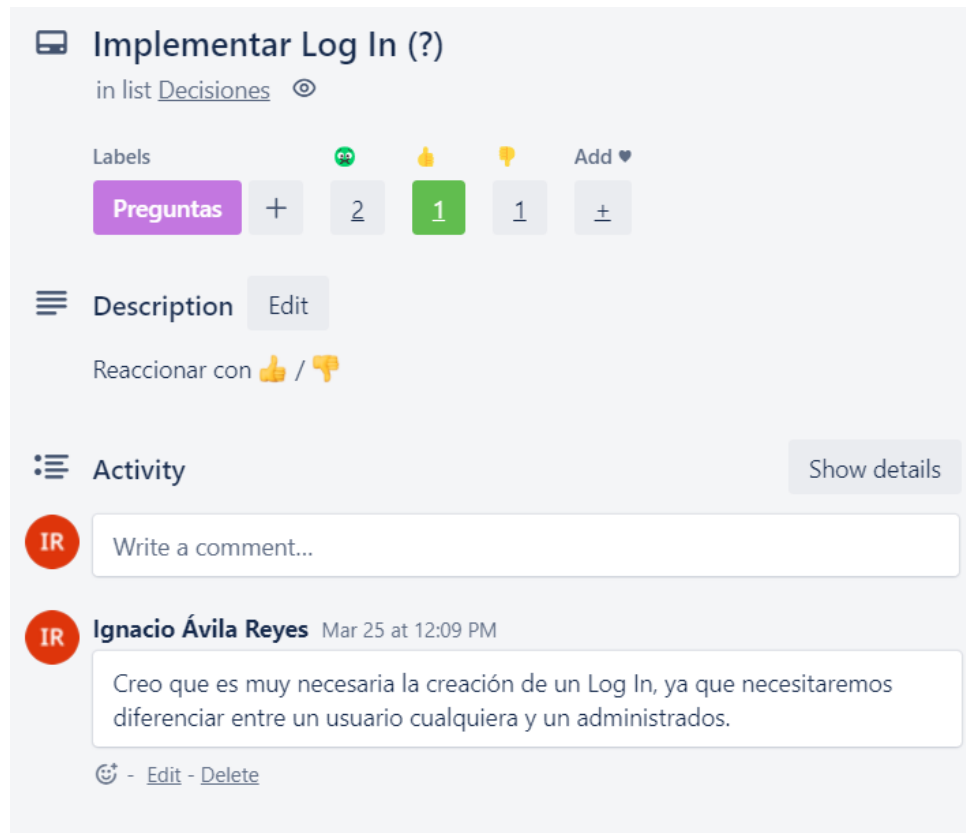 Implementar Log In (?)
in list Decisiones
Labels 🤢 👍 👎 Add ♥
Preguntas + 2 1 1 +
Description Edit
Reaccionar con 👍 / 👎
Activity Show details
IR Write a comment...
IR Ignacio Ávila Reyes Mar 25 at 12:09 PM
Creo que es muy necesaria la creación de un Log In, ya que necesitaremos
diferenciar entre un usuario cualquiera y un administrados.
- Edit - Delete